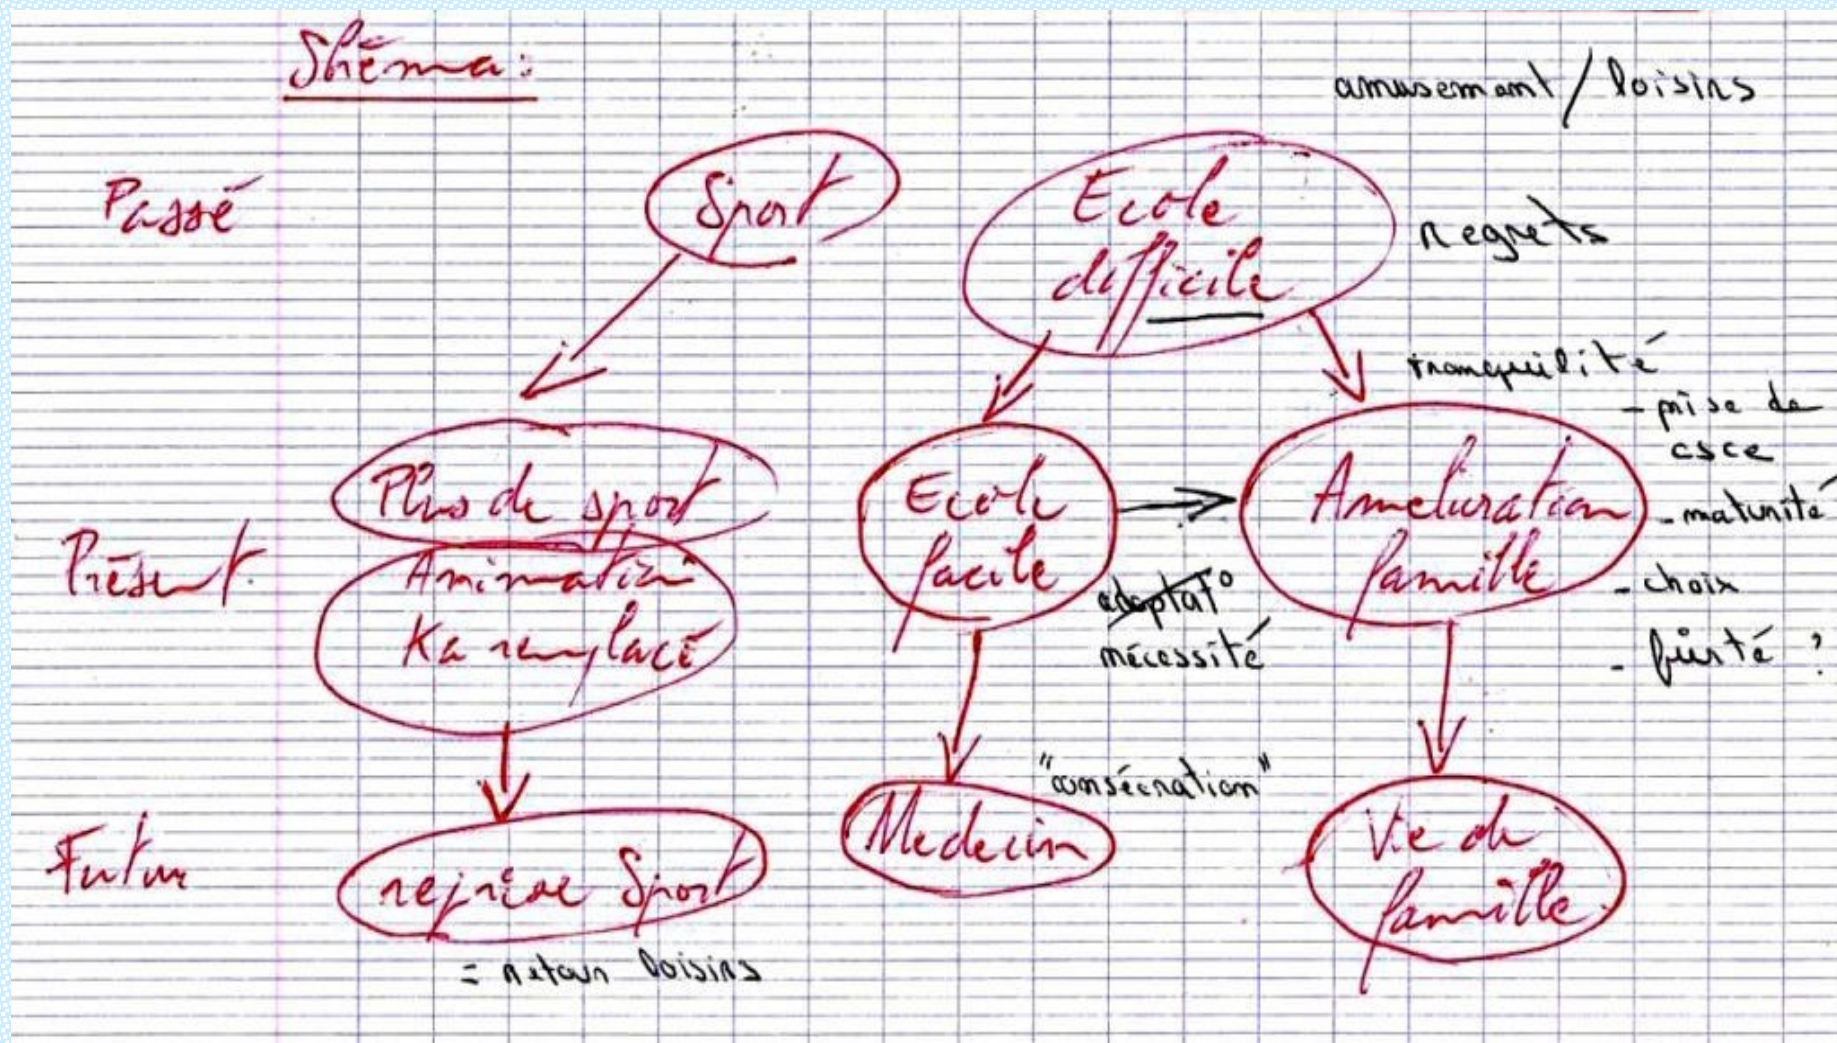 Shéma:
amusement / loisirs
Passé
Sport
Ecole
difficile
regrets
tranquilité
- prise de
csce
- maturité
- choix
- fierté ?
Présent
Plus de sport
Animation
Ka remplacé
Ecole
facile
adaptat°
nécessité
Amelioration
famille
Futur
reprise Sport
= retour loisirs
Medecin
"consécration"
Vie de
famille